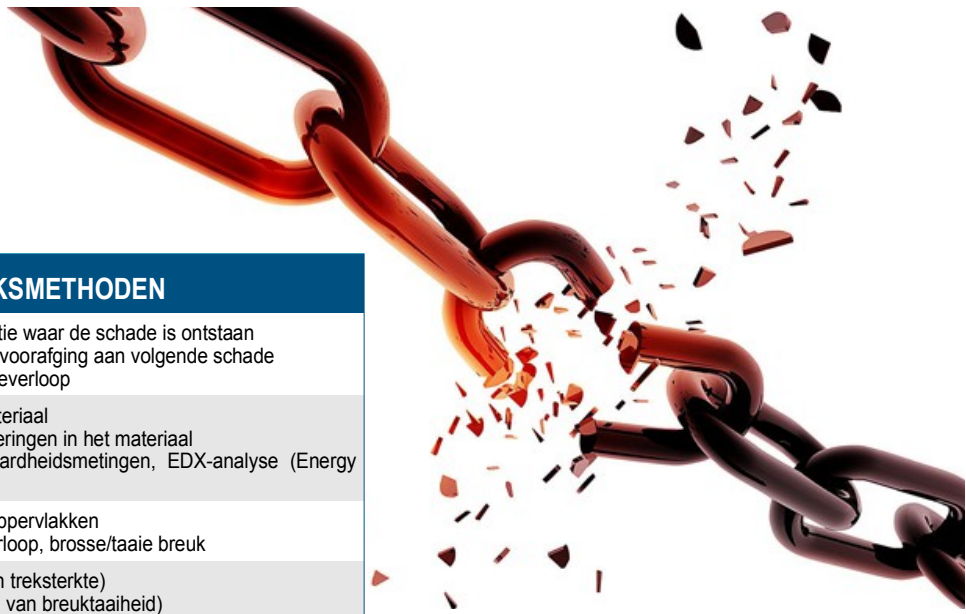 KSMETHODEN
tie waar de schade is ontstaan
voorafging aan volgende schade
everloop
teriaal
eringen in het materiaal
ardheidsmetingen, EDX-analyse (Energy
ppervlakken
rloop, brosse/taaie breuk
n treksterkte)
van breuktaaiheid)